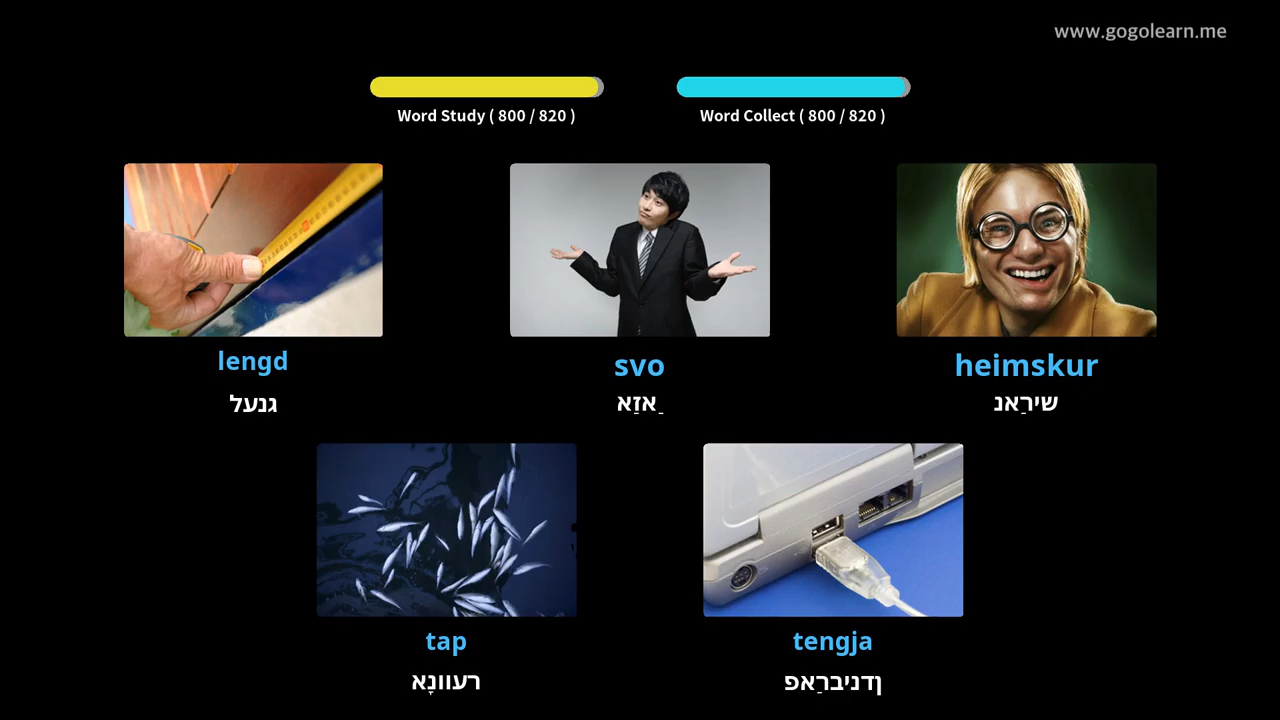 www.gogolearn.me
Word Study ( 800 / 820 )
Word Collect ( 800 / 820 )
lengd
גנעל
svo
ַאזַא
heimskur
שירַאנ
tap
רעוונָא
tengja
ןדניברַאפ